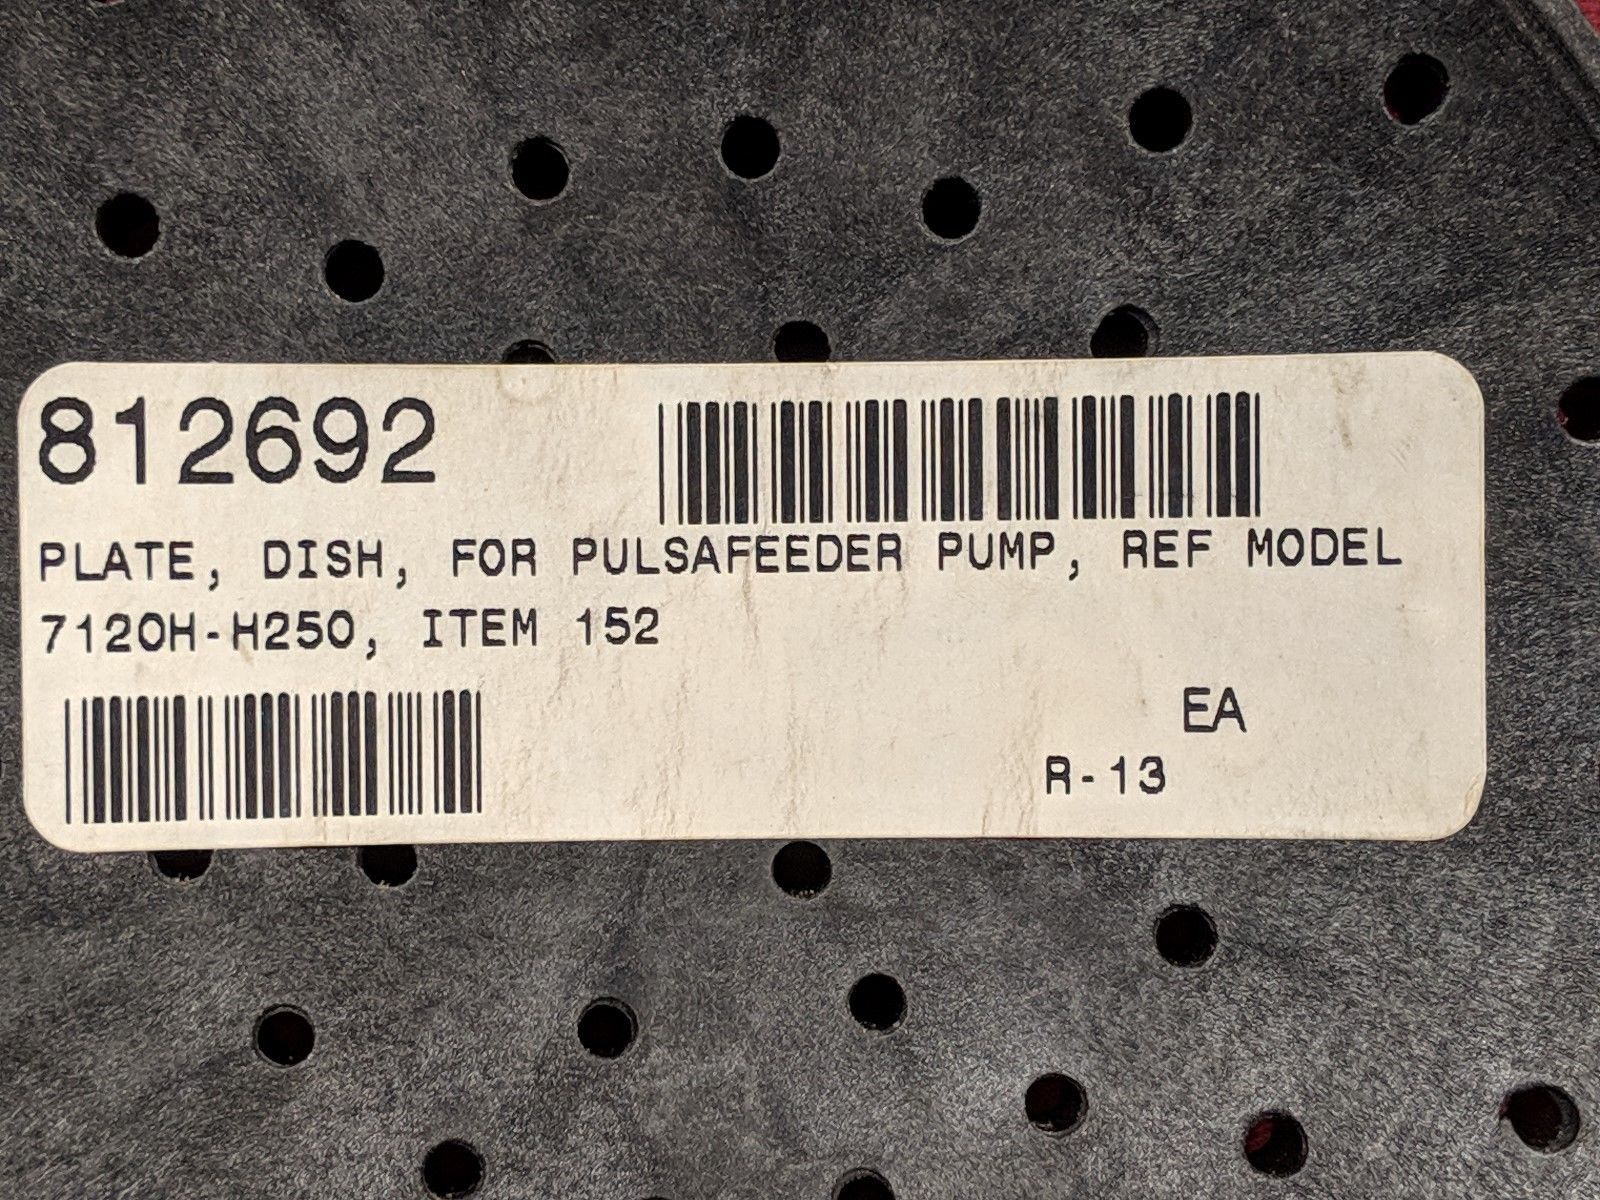 812692
PLATE, DISH, FOR PULSAFEEDER PUMP, REF MODEL
7120H-H250, ITEM 152
EA
R-13